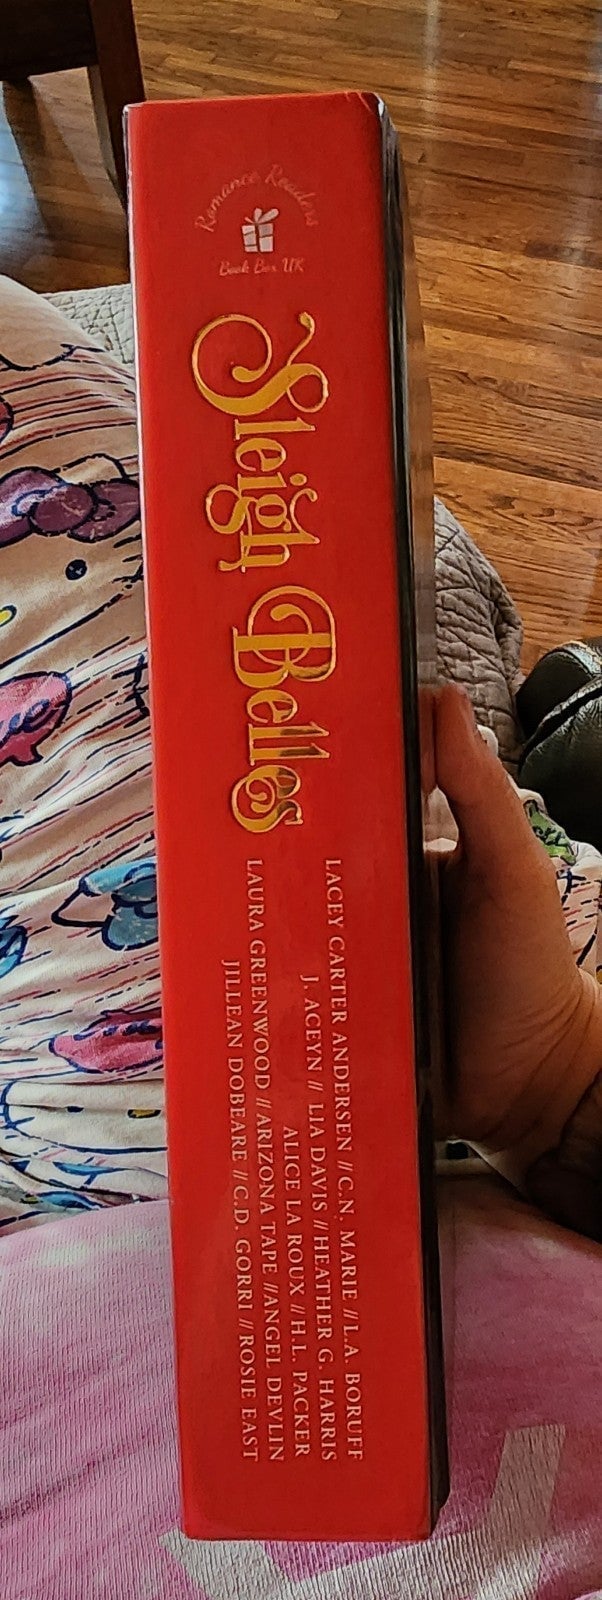 Romance Readers
Book Box UK
Sleigh Belles
LACEY CARTER ANDERSEN // C.N. MARIE // L.A. BORUFF
J. ACEYN // LIA DAVIS // HEATHER G. HARRIS
ALICE LA ROUX // H.L. PACKER
LAURA GREENWOOD // ARIZONA TAPE // ANGEL DEVLIN
JILLEAN DOBEARE // C.D. GORRI // ROSIE EAST